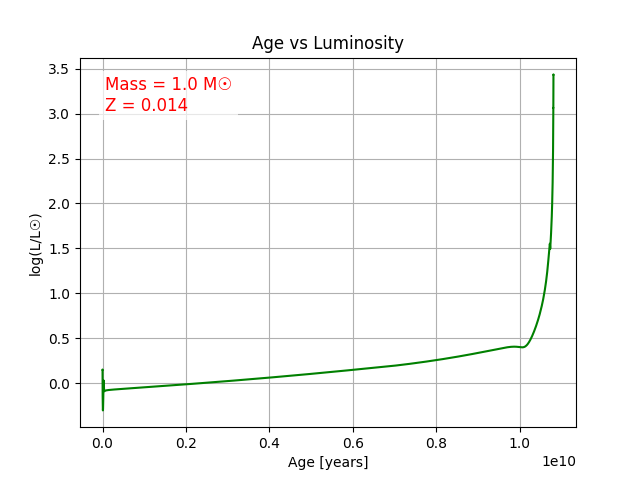 Age vs Luminosity
Mass = 1.0 M☉
Z = 0.014
log(L/L☉)
3.5
3.0
2.5
2.0
1.5
1.0
0.5
0.0
0.0 0.2 0.4 0.6 0.8 1.0
1e10
Age [years]